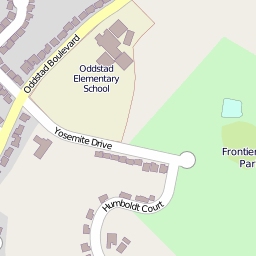 Oddstad Boulevard
Oddstad
Elementary
School
Yosemite Drive
Frontier
Par
Humboldt Court